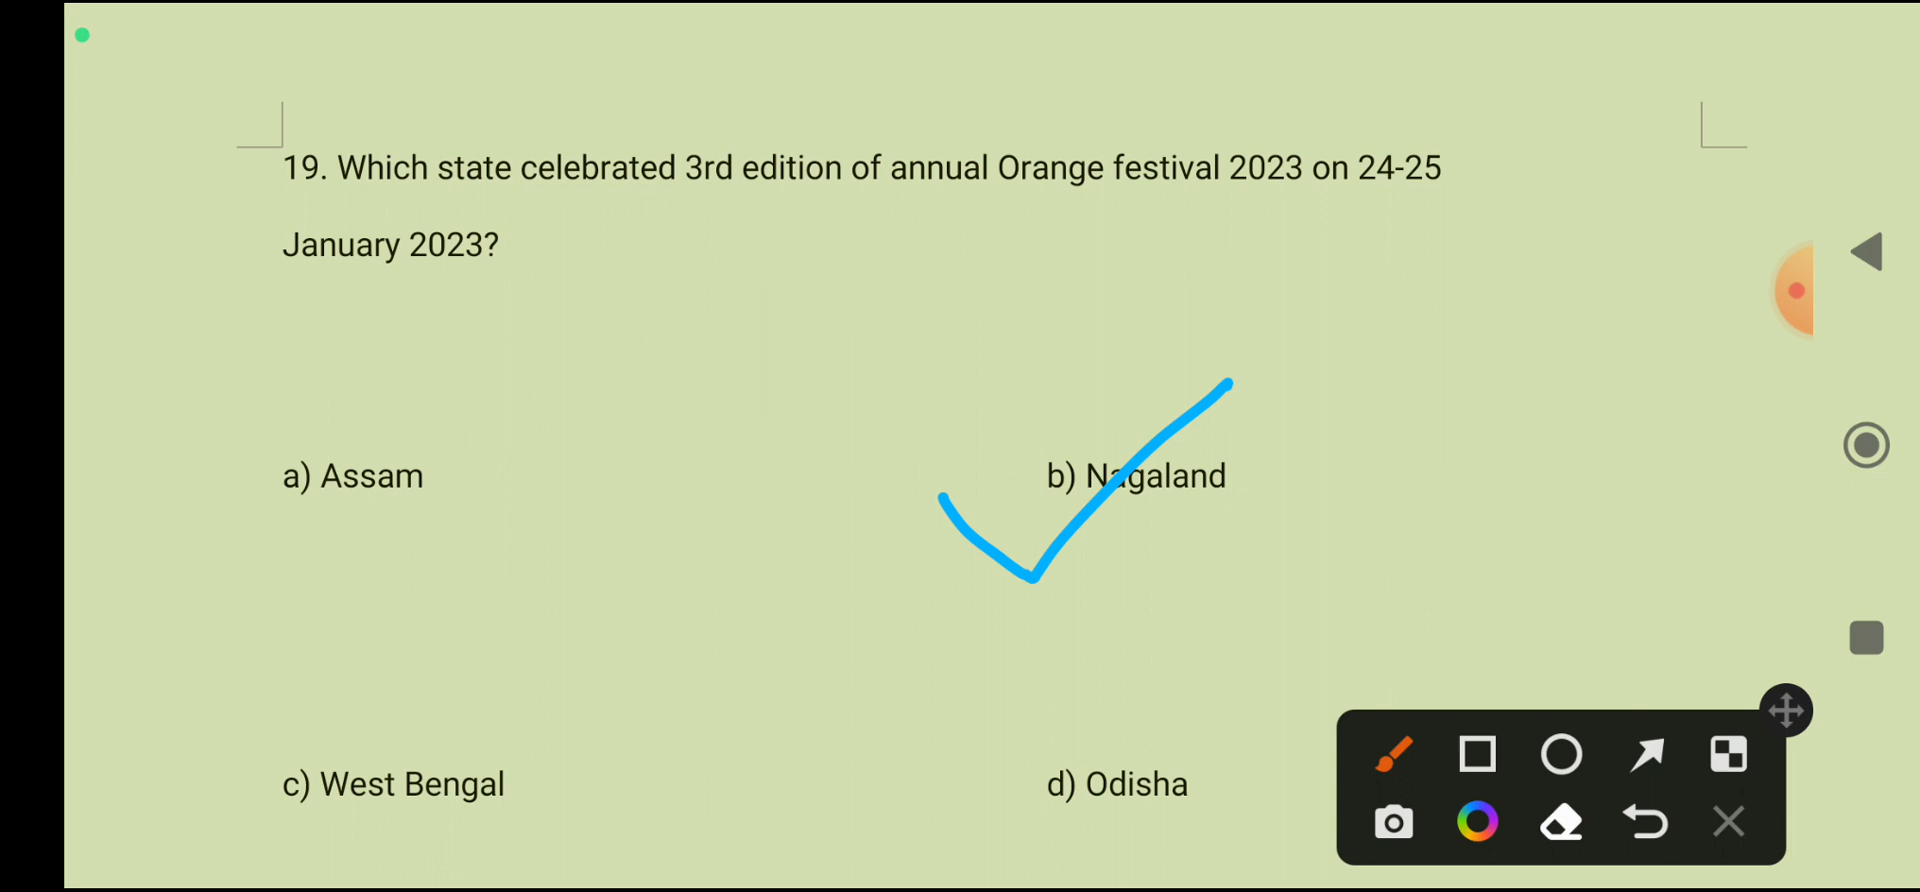 19. Which state celebrated 3rd edition of annual Orange festival 2023 on 24-25
January 2023?
a) Assam
b) Nagaland
c) West Bengal
d) Odisha